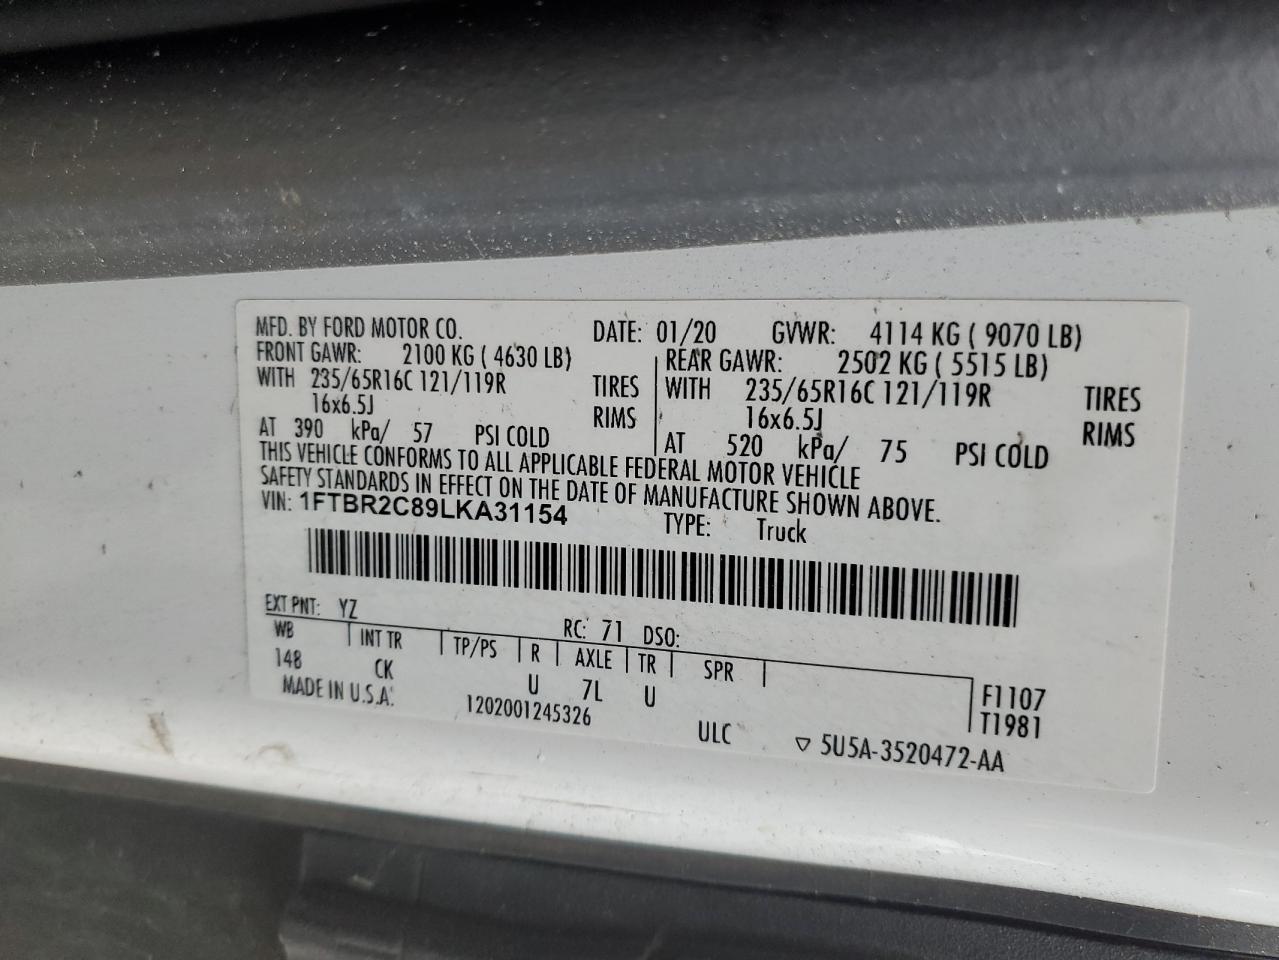 MFD. BY FORD MOTOR CO. DATE: 01/20 GVWR: 4114 KG ( 9070 LB)
FRONT GAWR: 2100 KG ( 4630 LB) REAR GAWR: 2502 KG ( 5515 LB)
WITH 235/65R16C 121/119R TIRES WITH 235/65R16C 121/119R TIRES
16x6.5J RIMS 16x6.5J RIMS
AT 390 kPa/ 57 PSI COLD AT 520 kPa/ 75 PSI COLD
THIS VEHICLE CONFORMS TO ALL APPLICABLE FEDERAL MOTOR VEHICLE
SAFETY STANDARDS IN EFFECT ON THE DATE OF MANUFACTURE SHOWN ABOVE.
VIN: 1FTBR2C89LKA31154 TYPE: Truck
EXT PNT: YZ RC: 71 DSO:
WB INT TR TP/PS R AXLE TR SPR
148 CK U 7L U F1107
T1981
MADE IN U.S.A. 1202001245326 ULC ▽ 5U5A-3520472-AA